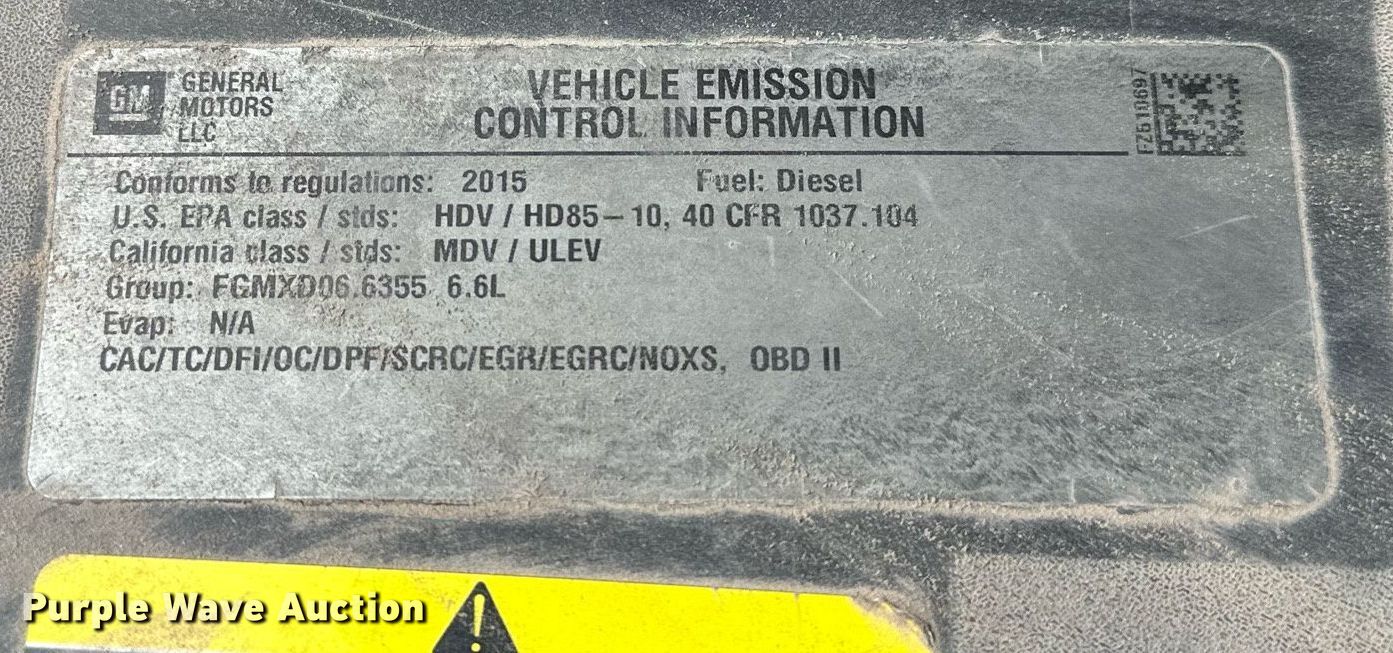 GM
GENERAL
MOTORS
LLC
VEHICLE EMISSION
CONTROL INFORMATION
FZ610697
Conforms to regulations: 2015 Fuel: Diesel
U.S. EPA class / stds: HDV / HD85–10, 40 CFR 1037.104
California class / stds: MDV / ULEV
Group: FGMXD06.6355 6.6L
Evap: N/A
CAC/TC/DFI/OC/DPF/SCRC/EGR/EGRC/NOXS, OBD II
Purple Wave Auction
!